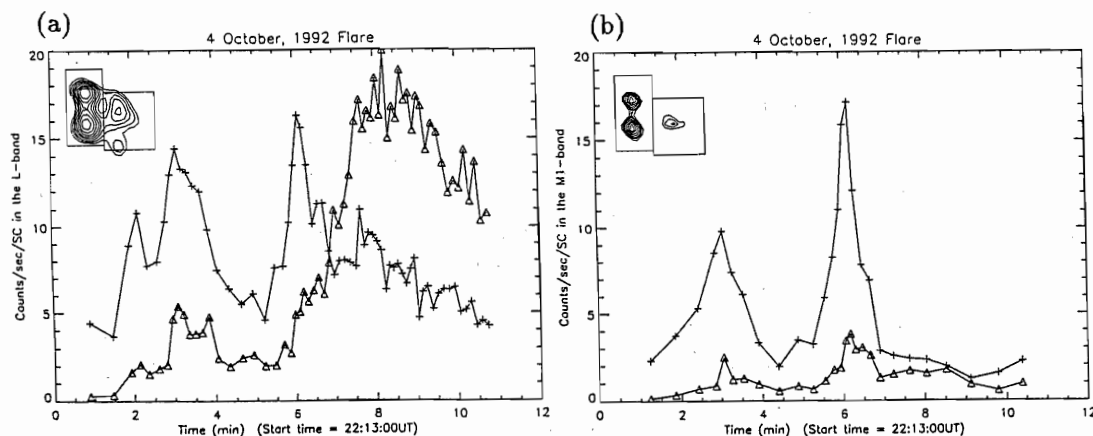 (a)
4 October, 1992 Flare
Counts/sec/SC in the L-band
20
15
10
5
0
0 2 4 6 8 10 12
Time (min) (Start time = 22:13:00UT)
(b)
4 October, 1992 Flare
Counts/sec/SC in the M1-band
20
15
10
5
0
0 2 4 6 8 10 12
Time (min) (Start time = 22:13:00UT)